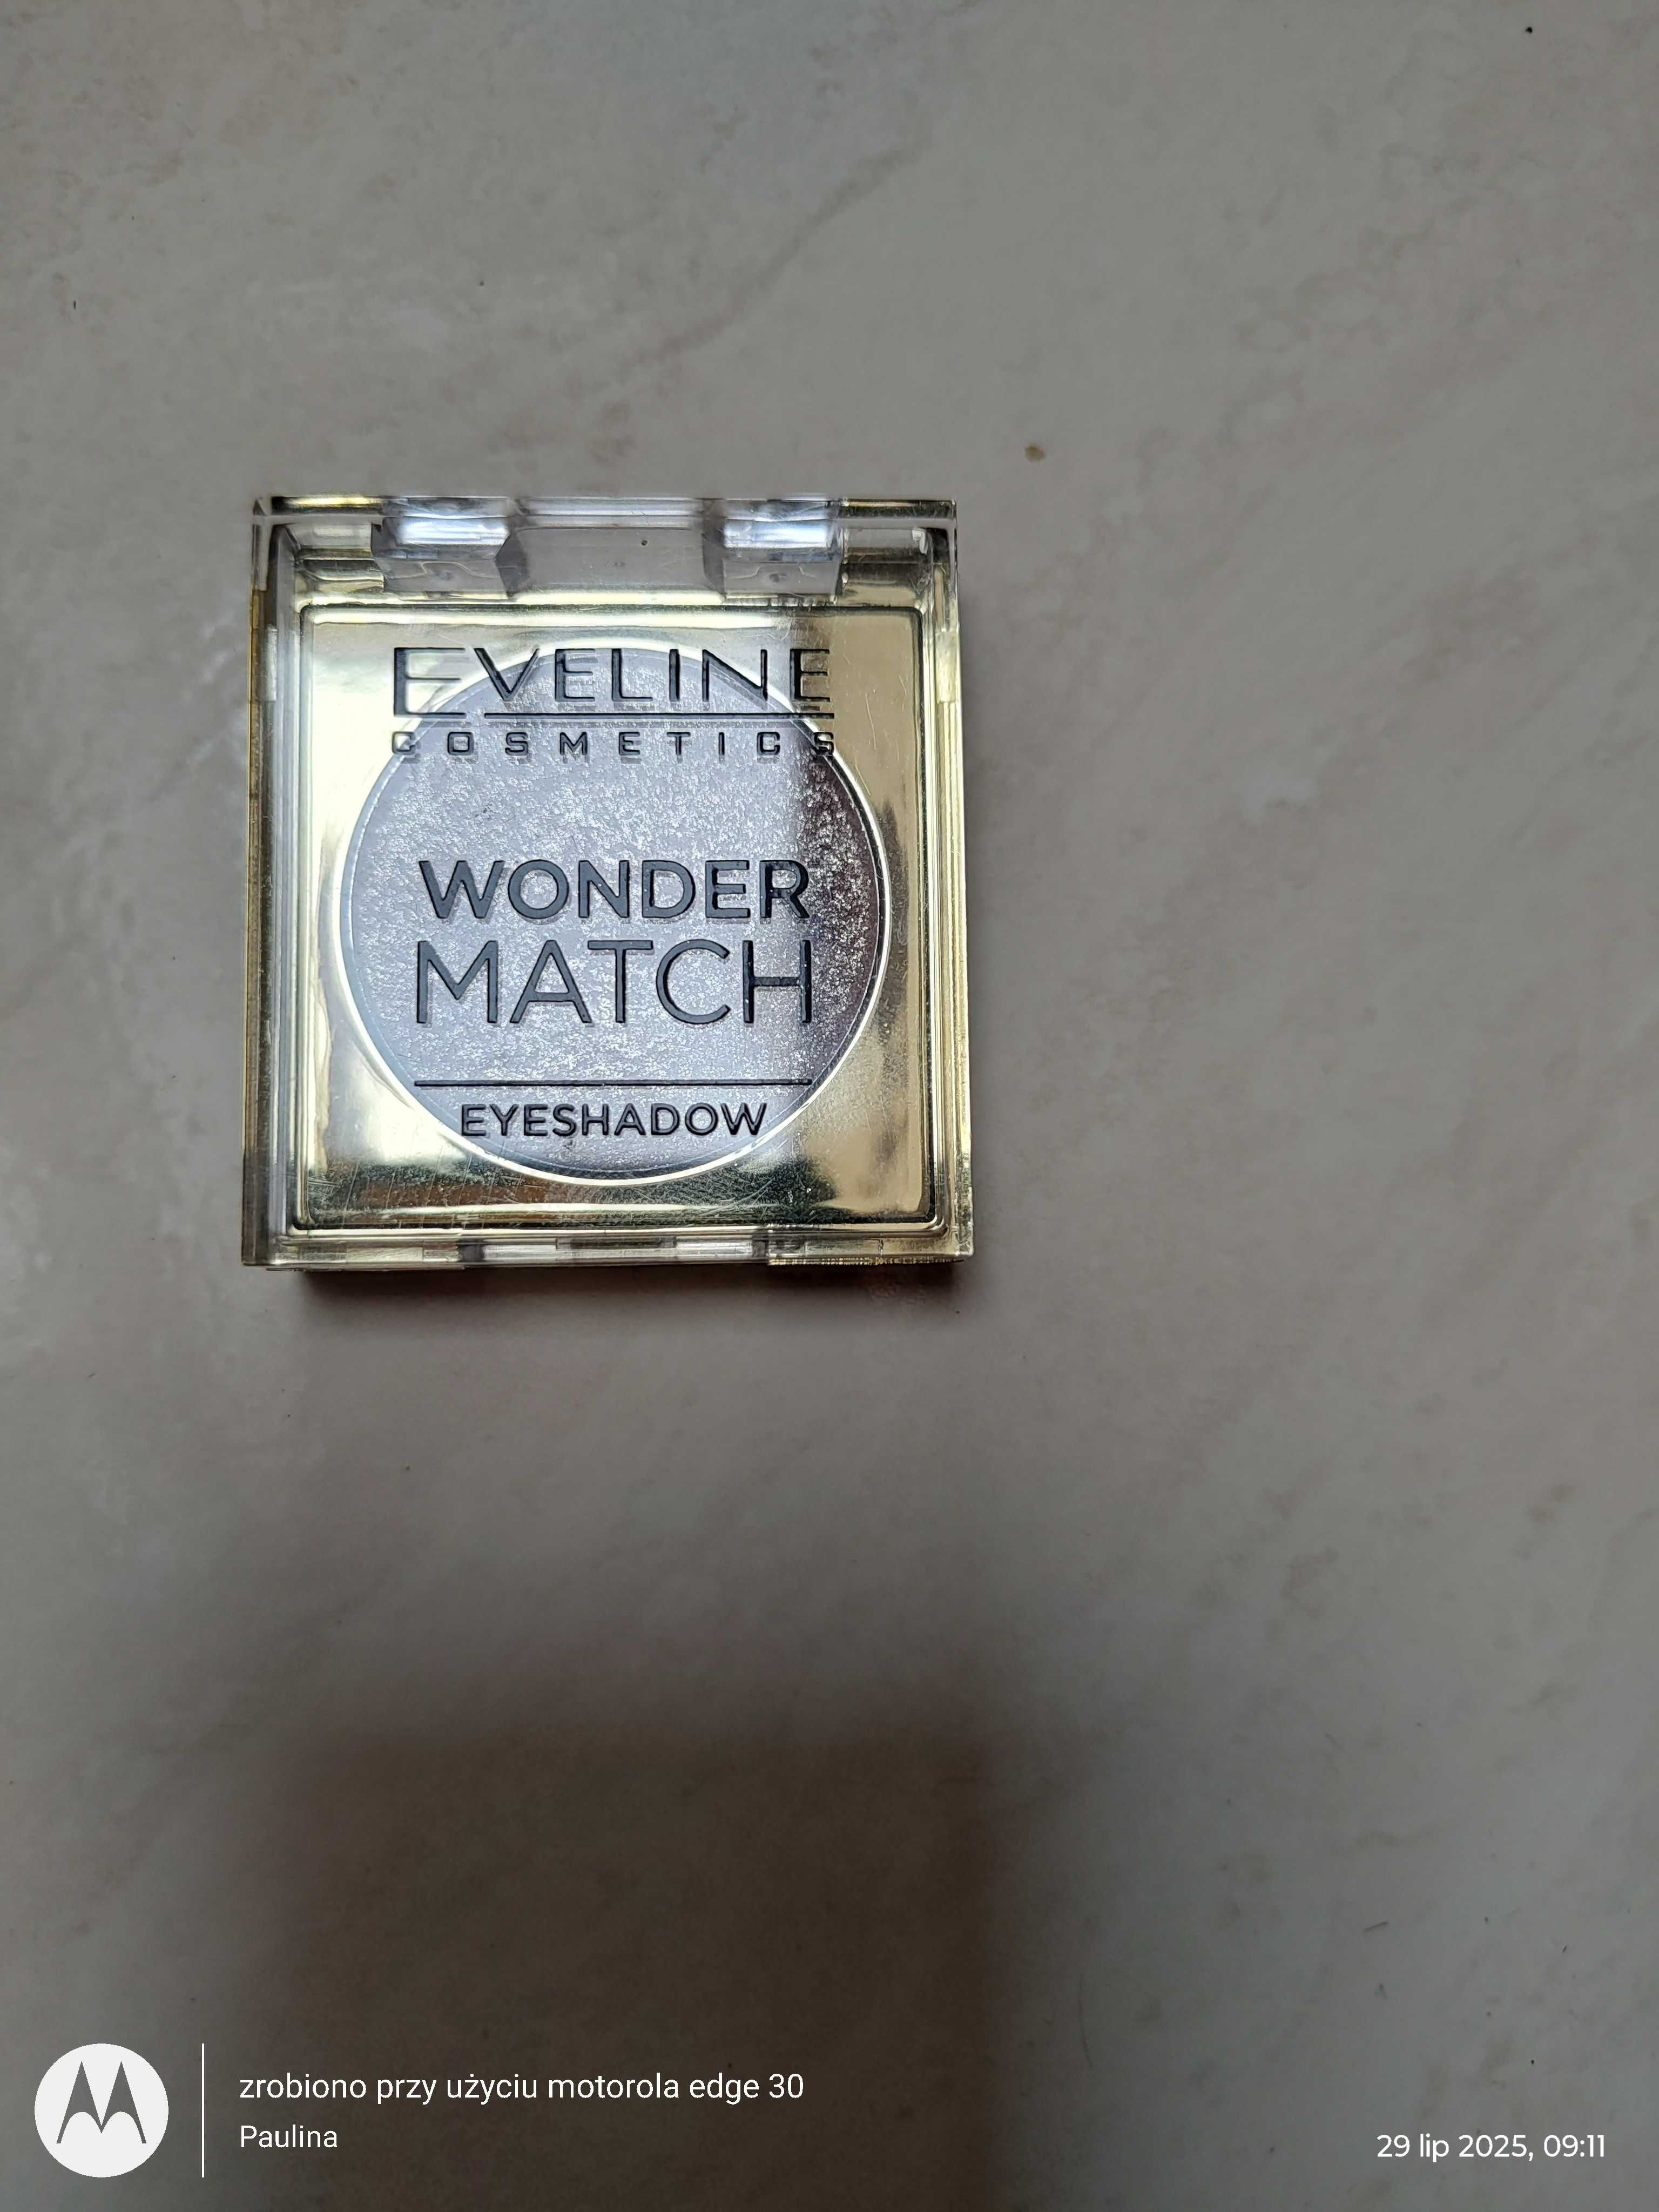 EVELINE
COSMETICS
WONDER
MATCH
EYESHADOW
zrobiono przy użyciu motorola edge 30
Paulina
29 lip 2025, 09:11